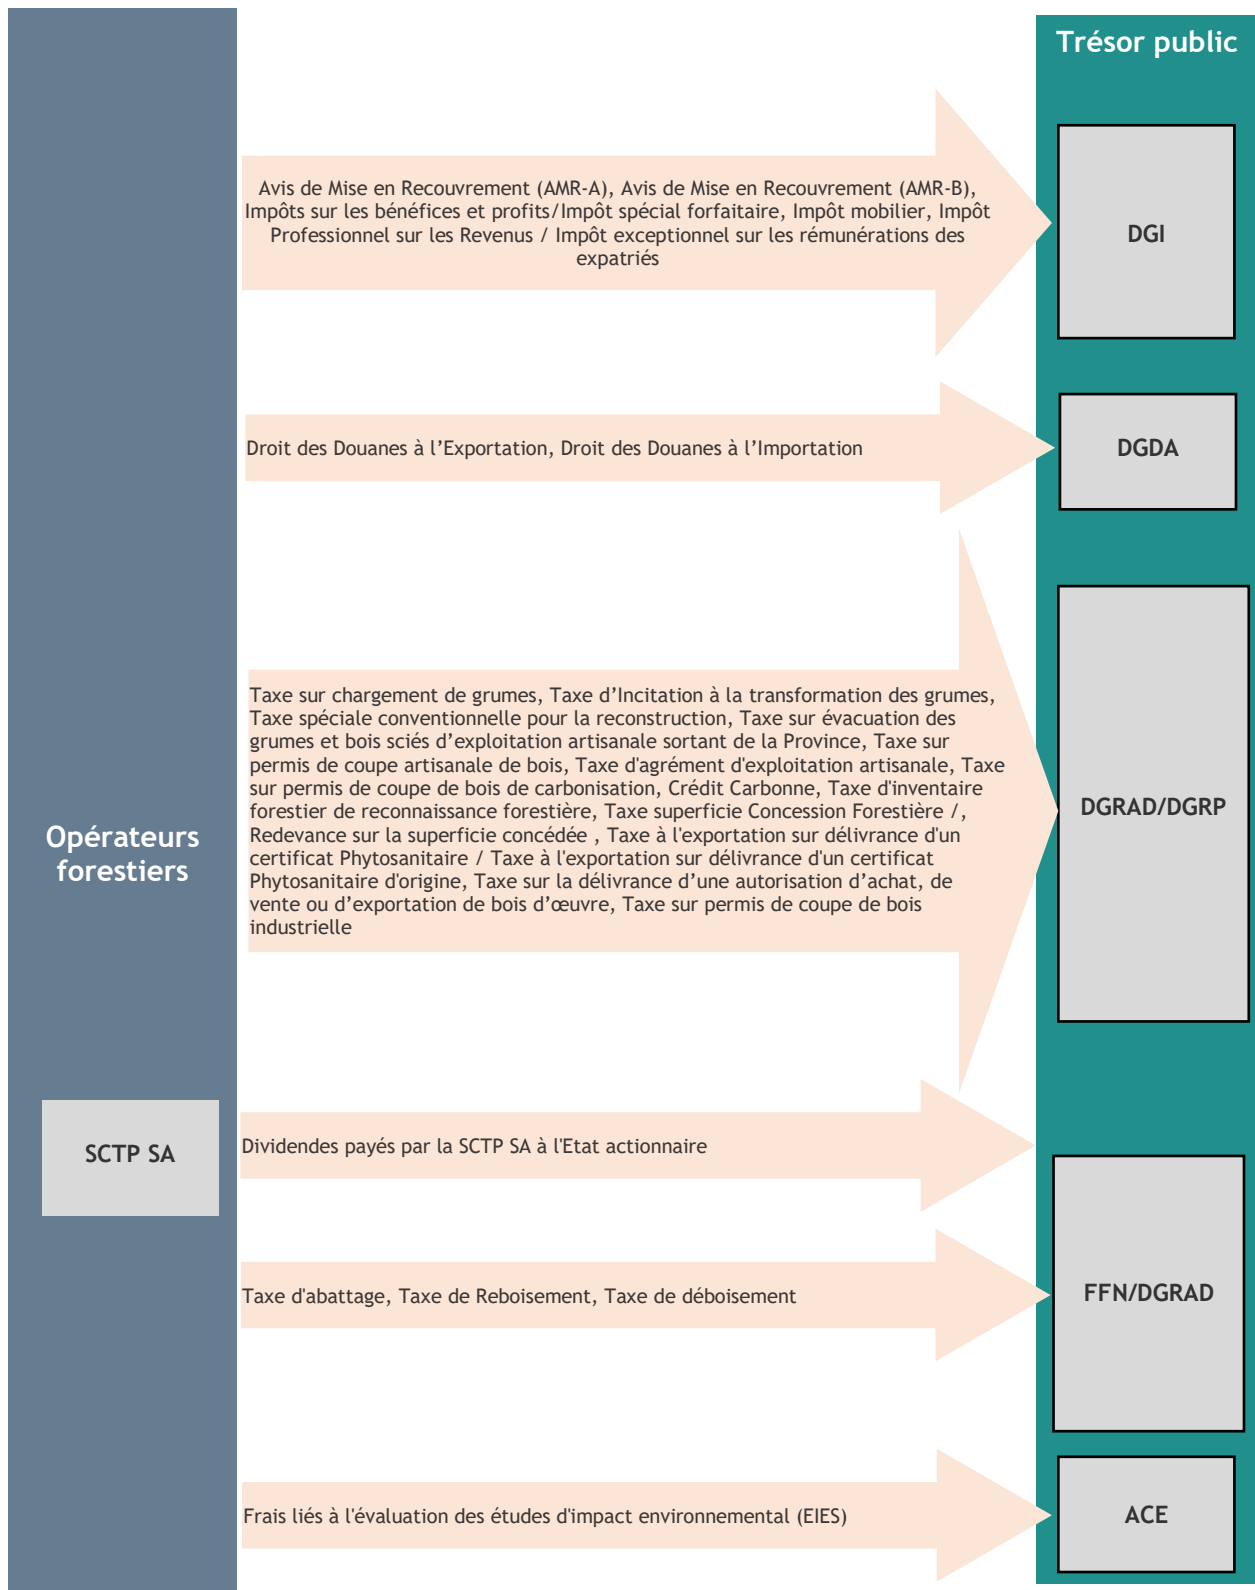 Trésor public
Avis de Mise en Recouvrement (AMR-A), Avis de Mise en Recouvrement (AMR-B),
Impôts sur les bénéfices et profits/Impôt spécial forfaitaire, Impôt mobilier, Impôt
Professionnel sur les Revenus / Impôt exceptionnel sur les rémunérations des
expatriés
DGI
Droit des Douanes à l’Exportation, Droit des Douanes à l’Importation
DGDA
Taxe sur chargement de grumes, Taxe d’Incitation à la transformation des grumes,
Taxe spéciale conventionnelle pour la reconstruction, Taxe sur évacuation des
grumes et bois sciés d’exploitation artisanale sortant de la Province, Taxe sur
permis de coupe artisanale de bois, Taxe d'agrément d'exploitation artisanale, Taxe
sur permis de coupe de bois de carbonisation, Crédit Carbonne, Taxe d'inventaire
forestier de reconnaissance forestière, Taxe superficie Concession Forestière /,
Redevance sur la superficie concédée , Taxe à l'exportation sur délivrance d'un
certificat Phytosanitaire / Taxe à l'exportation sur délivrance d'un certificat
Phytosanitaire d'origine, Taxe sur la délivrance d’une autorisation d’achat, de
vente ou d’exportation de bois d’œuvre, Taxe sur permis de coupe de bois
industrielle
DGRAD/DGRP
Opérateurs
forestiers
SCTP SA
Dividendes payés par la SCTP SA à l'Etat actionnaire
Taxe d'abattage, Taxe de Reboisement, Taxe de déboisement
FFN/DGRAD
Frais liés à l'évaluation des études d'impact environnemental (EIES)
ACE